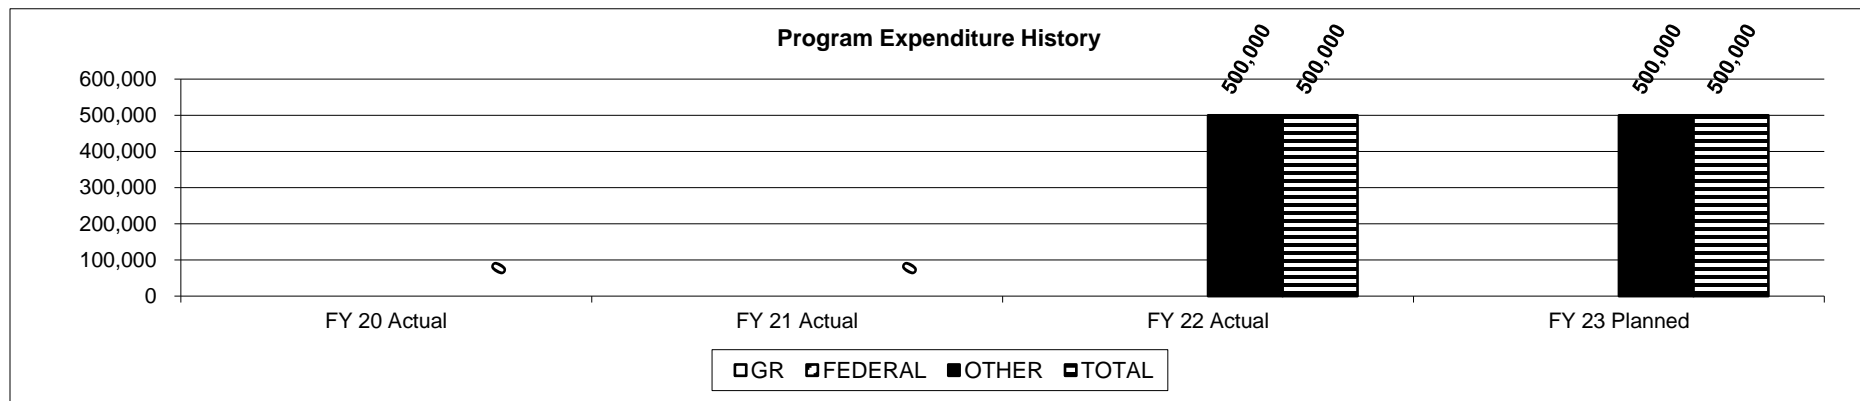 Program Expenditure History
500,000 500,000 500,000 500,000
600,000
500,000
400,000
300,000
200,000
100,000
0
0 0
FY 20 Actual FY 21 Actual FY 22 Actual FY 23 Planned
GR FEDERAL OTHER TOTAL